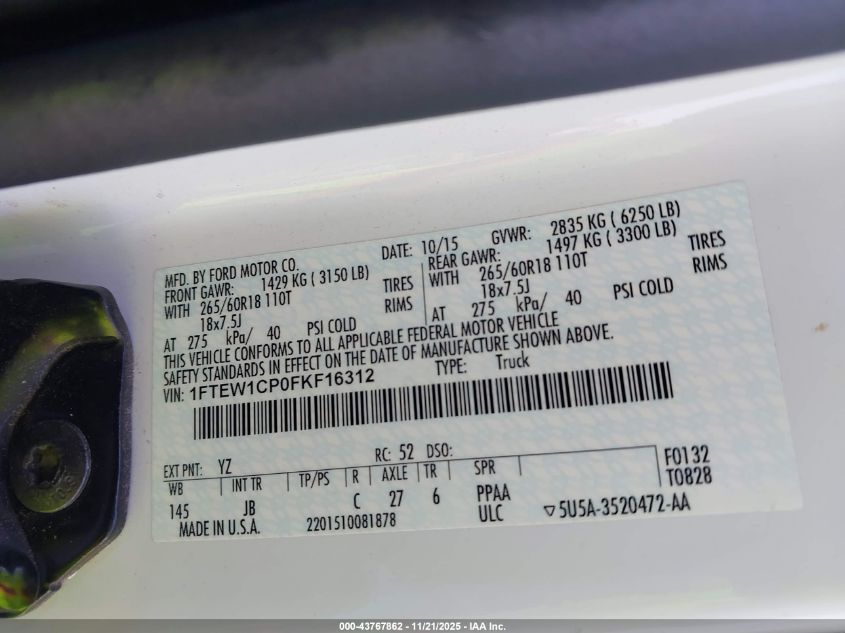 MFD. BY FORD MOTOR CO.
DATE: 10/15 GVWR: 2835 KG ( 6250 LB)
FRONT GAWR: 1429 KG ( 3150 LB)
REAR GAWR: 1497 KG ( 3300 LB)
WITH 265/60R18 110T TIRES
WITH 265/60R18 110T TIRES
18x7.5J RIMS
18x7.5J RIMS
AT 275 kPa/ 40 PSI COLD
AT 275 kPa/ 40 PSI COLD
THIS VEHICLE CONFORMS TO ALL APPLICABLE FEDERAL MOTOR VEHICLE
SAFETY STANDARDS IN EFFECT ON THE DATE OF MANUFACTURE SHOWN ABOVE.
VIN: 1FTEW1CP0FKF16312 TYPE: Truck
EXT PNT: YZ RC: 52 DSO: F0132
WB INT TR TP/PS R AXLE TR SPR T0828
145 JB C 27 6 PPAA
MADE IN U.S.A. 2201510081878 ULC ▽5U5A-3520472-AA
000-43767862 - 11/21/2025 - IAA Inc.